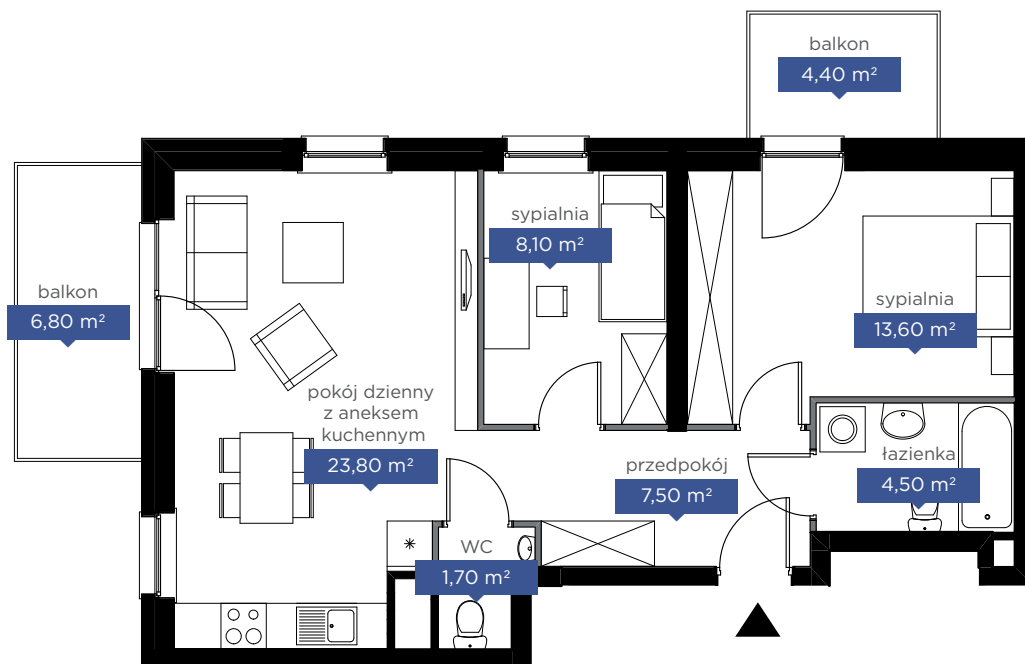 balkon
4,40 m²
sypialnia
8,10 m²
balkon
6,80 m²
sypialnia
13,60 m²
pokój dzienny
z aneksem
kuchennym
23,80 m²
przedpokój
7,50 m²
łazienka
4,50 m²
WC
1,70 m²